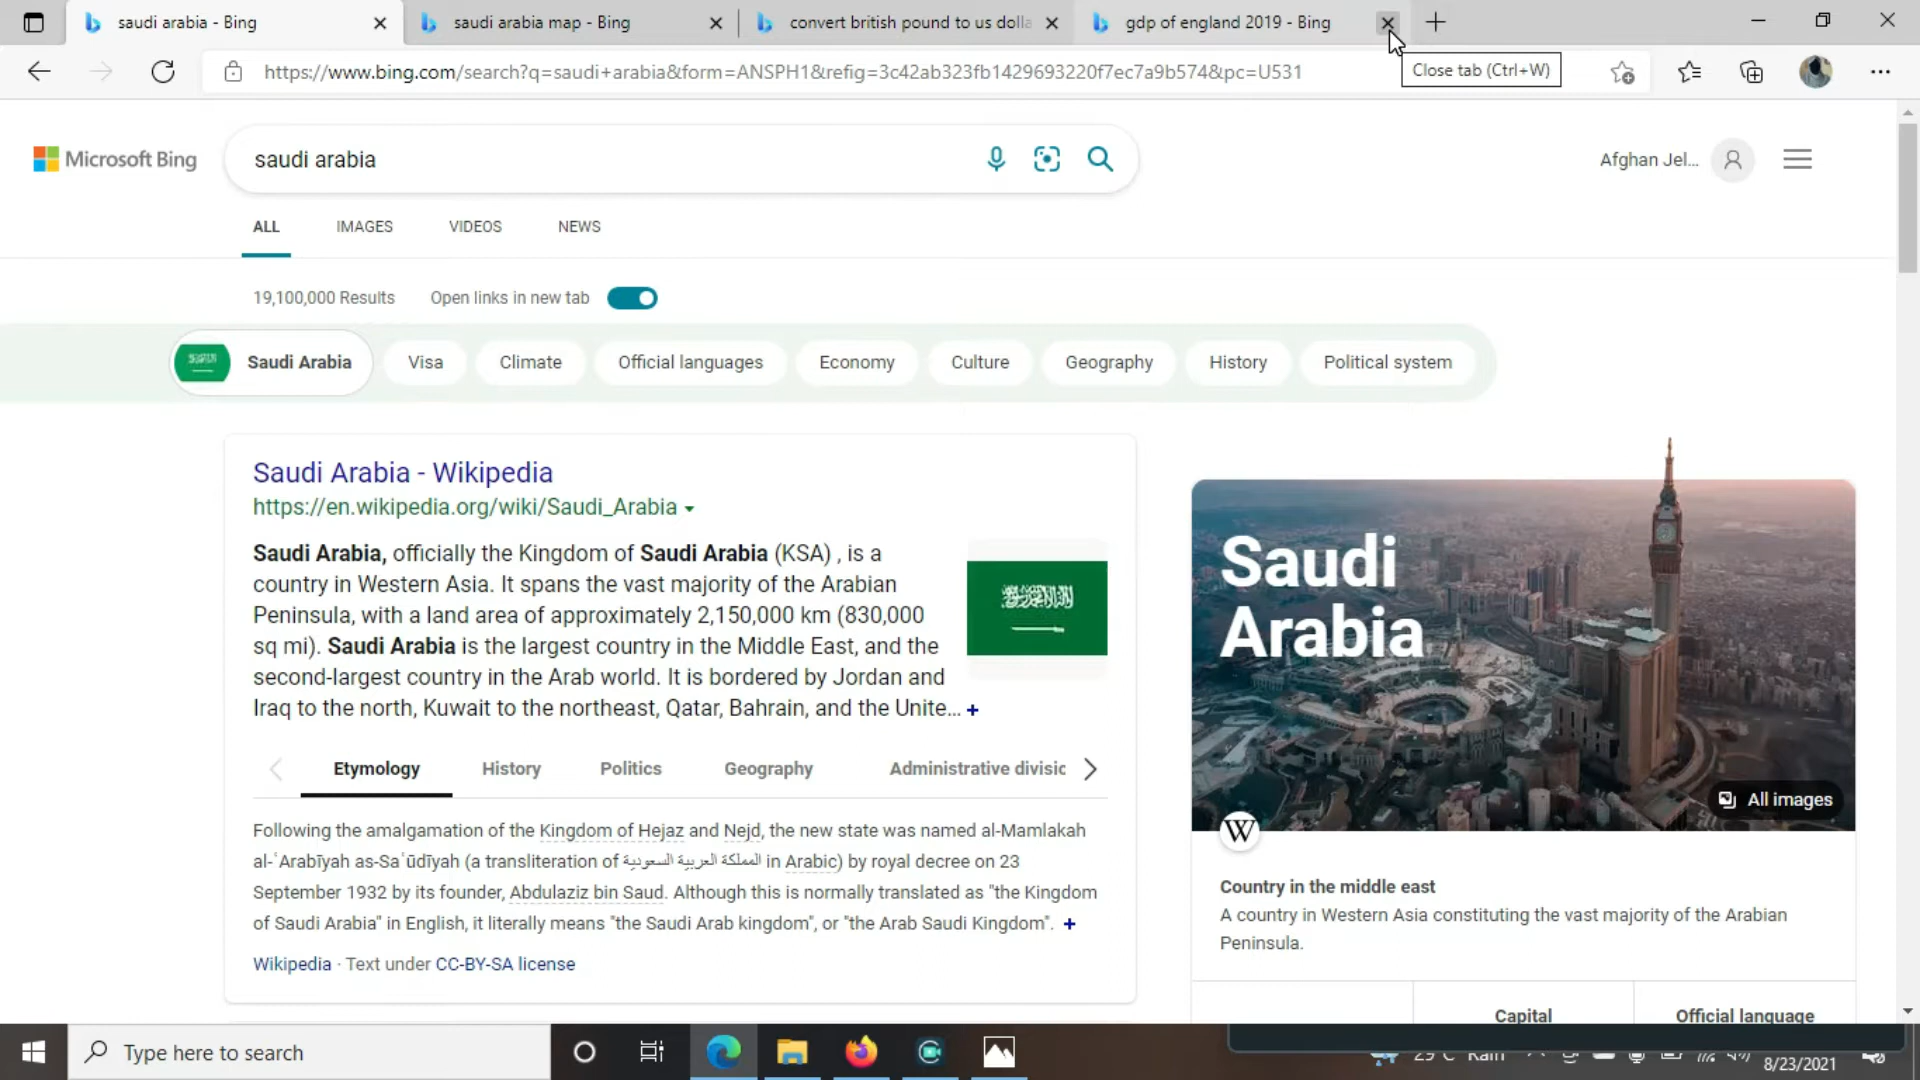 saudi arabia - Bing
saudi arabia map - Bing
convert british pound to us dolla
gdp of england 2019 - Bing
https://www.bing.com/search?q=saudi+arabia&form=ANSPH1&refig=3c42ab323fb1429693220f7ec7a9b574&pc=U531
Close tab (Ctrl+W)
Microsoft Bing
saudi arabia
Afghan Jel...
ALL IMAGES VIDEOS NEWS
19,100,000 Results Open links in new tab
Saudi Arabia Visa Climate Official languages Economy Culture Geography History Political system
Saudi Arabia - Wikipedia
https://en.wikipedia.org/wiki/Saudi_Arabia
Saudi Arabia, officially the Kingdom of Saudi Arabia (KSA) , is a
country in Western Asia. It spans the vast majority of the Arabian
Peninsula, with a land area of approximately 2,150,000 km (830,000
sq mi). Saudi Arabia is the largest country in the Middle East, and the
second-largest country in the Arab world. It is bordered by Jordan and
Iraq to the north, Kuwait to the northeast, Qatar, Bahrain, and the Unite... +
Etymology History Politics Geography Administrative divisic
Following the amalgamation of the Kingdom of Hejaz and Nejd, the new state was named al-Mamlakah
al-ʿArabīyah as-Saʿūdīyah (a transliteration of المملكة العربية السعودية in Arabic) by royal decree on 23
September 1932 by its founder, Abdulaziz bin Saud. Although this is normally translated as "the Kingdom
of Saudi Arabia" in English, it literally means "the Saudi Arab kingdom", or "the Arab Saudi Kingdom". +
Wikipedia · Text under CC-BY-SA license
Saudi
Arabia
All images
W
Country in the middle east
A country in Western Asia constituting the vast majority of the Arabian
Peninsula.
Capital
Official language
Type here to search
29°C Rain
8/23/2021